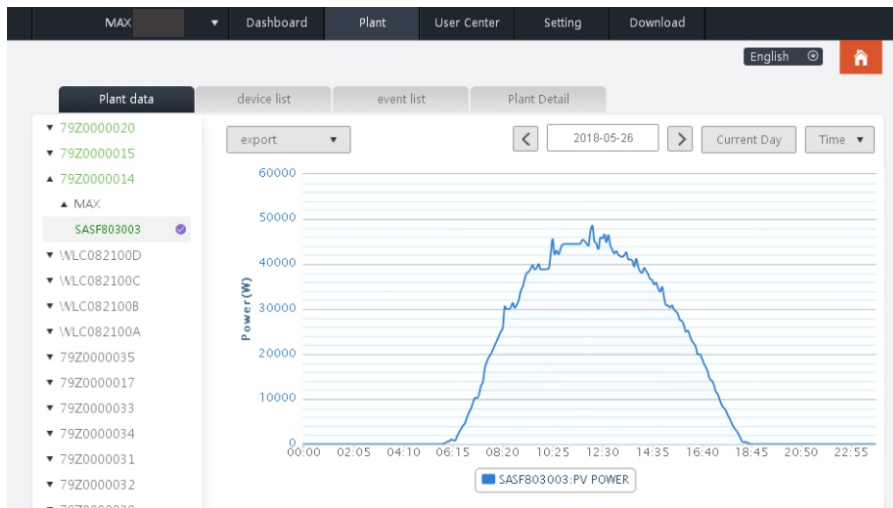 MAX Dashboard Plant User Center Setting Download
English
Plant data device list event list Plant Detail
79Z0000020
79Z0000015
79Z0000014
MAX
SASF803003
WLC082100D
WLC082100C
WLC082100B
WLC082100A
79Z0000035
79Z0000017
79Z0000033
79Z0000034
79Z0000031
79Z0000032
export 2018-05-26 Current Day Time
Power(W)
60000
50000
40000
30000
20000
10000
0
00:00 02:05 04:10 06:15 08:20 10:25 12:30 14:35 16:40 18:45 20:50 22:55
SASF803003:PV POWER